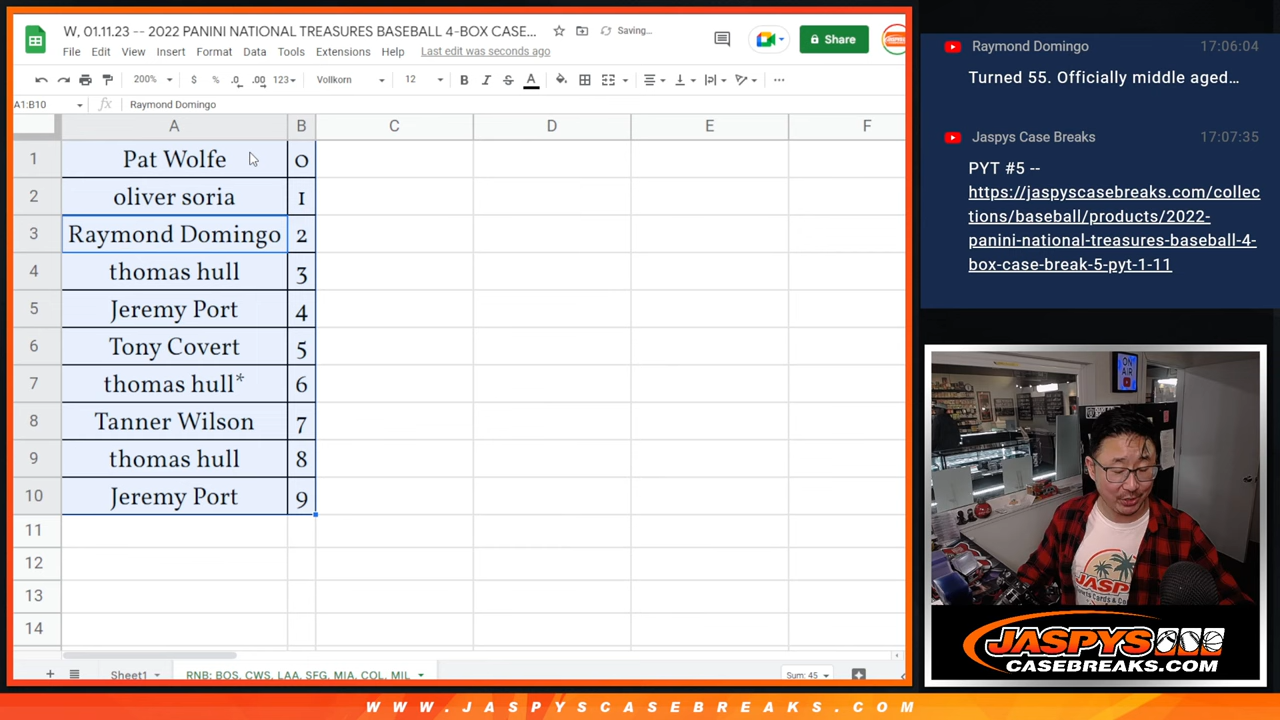 W, 01.11.23 -- 2022 PANINI NATIONAL TREASURES BASEBALL 4-BOX CASE...
Saving...
File Edit View Insert Format Data Tools Extensions Help Last edit was seconds ago
Share
200% $ % .0 .00 123 Vollkorn 12 B I S A
A1:B10 fx Raymond Domingo
A B C D E F
1 Pat Wolfe 0
2 oliver soria 1
3 Raymond Domingo 2
4 thomas hull 3
5 Jeremy Port 4
6 Tony Covert 5
7 thomas hull* 6
8 Tanner Wilson 7
9 thomas hull 8
10 Jeremy Port 9
11
12
13
14
Sheet1 RNB: BOS, CWS, LAA, SFG, MIA, COL, MIL Sum: 45
Raymond Domingo 17:06:04
Turned 55. Officially middle aged...
Jaspys Case Breaks 17:07:35
PYT #5 --
https://jaspyscasebreaks.com/collec
tions/baseball/products/2022-
panini-national-treasures-baseball-4-
box-case-break-5-pyt-1-11
ON AIR
JASPYS
CASEBREAKS.COM
WWW.JASPYSCASEBREAKS.COM